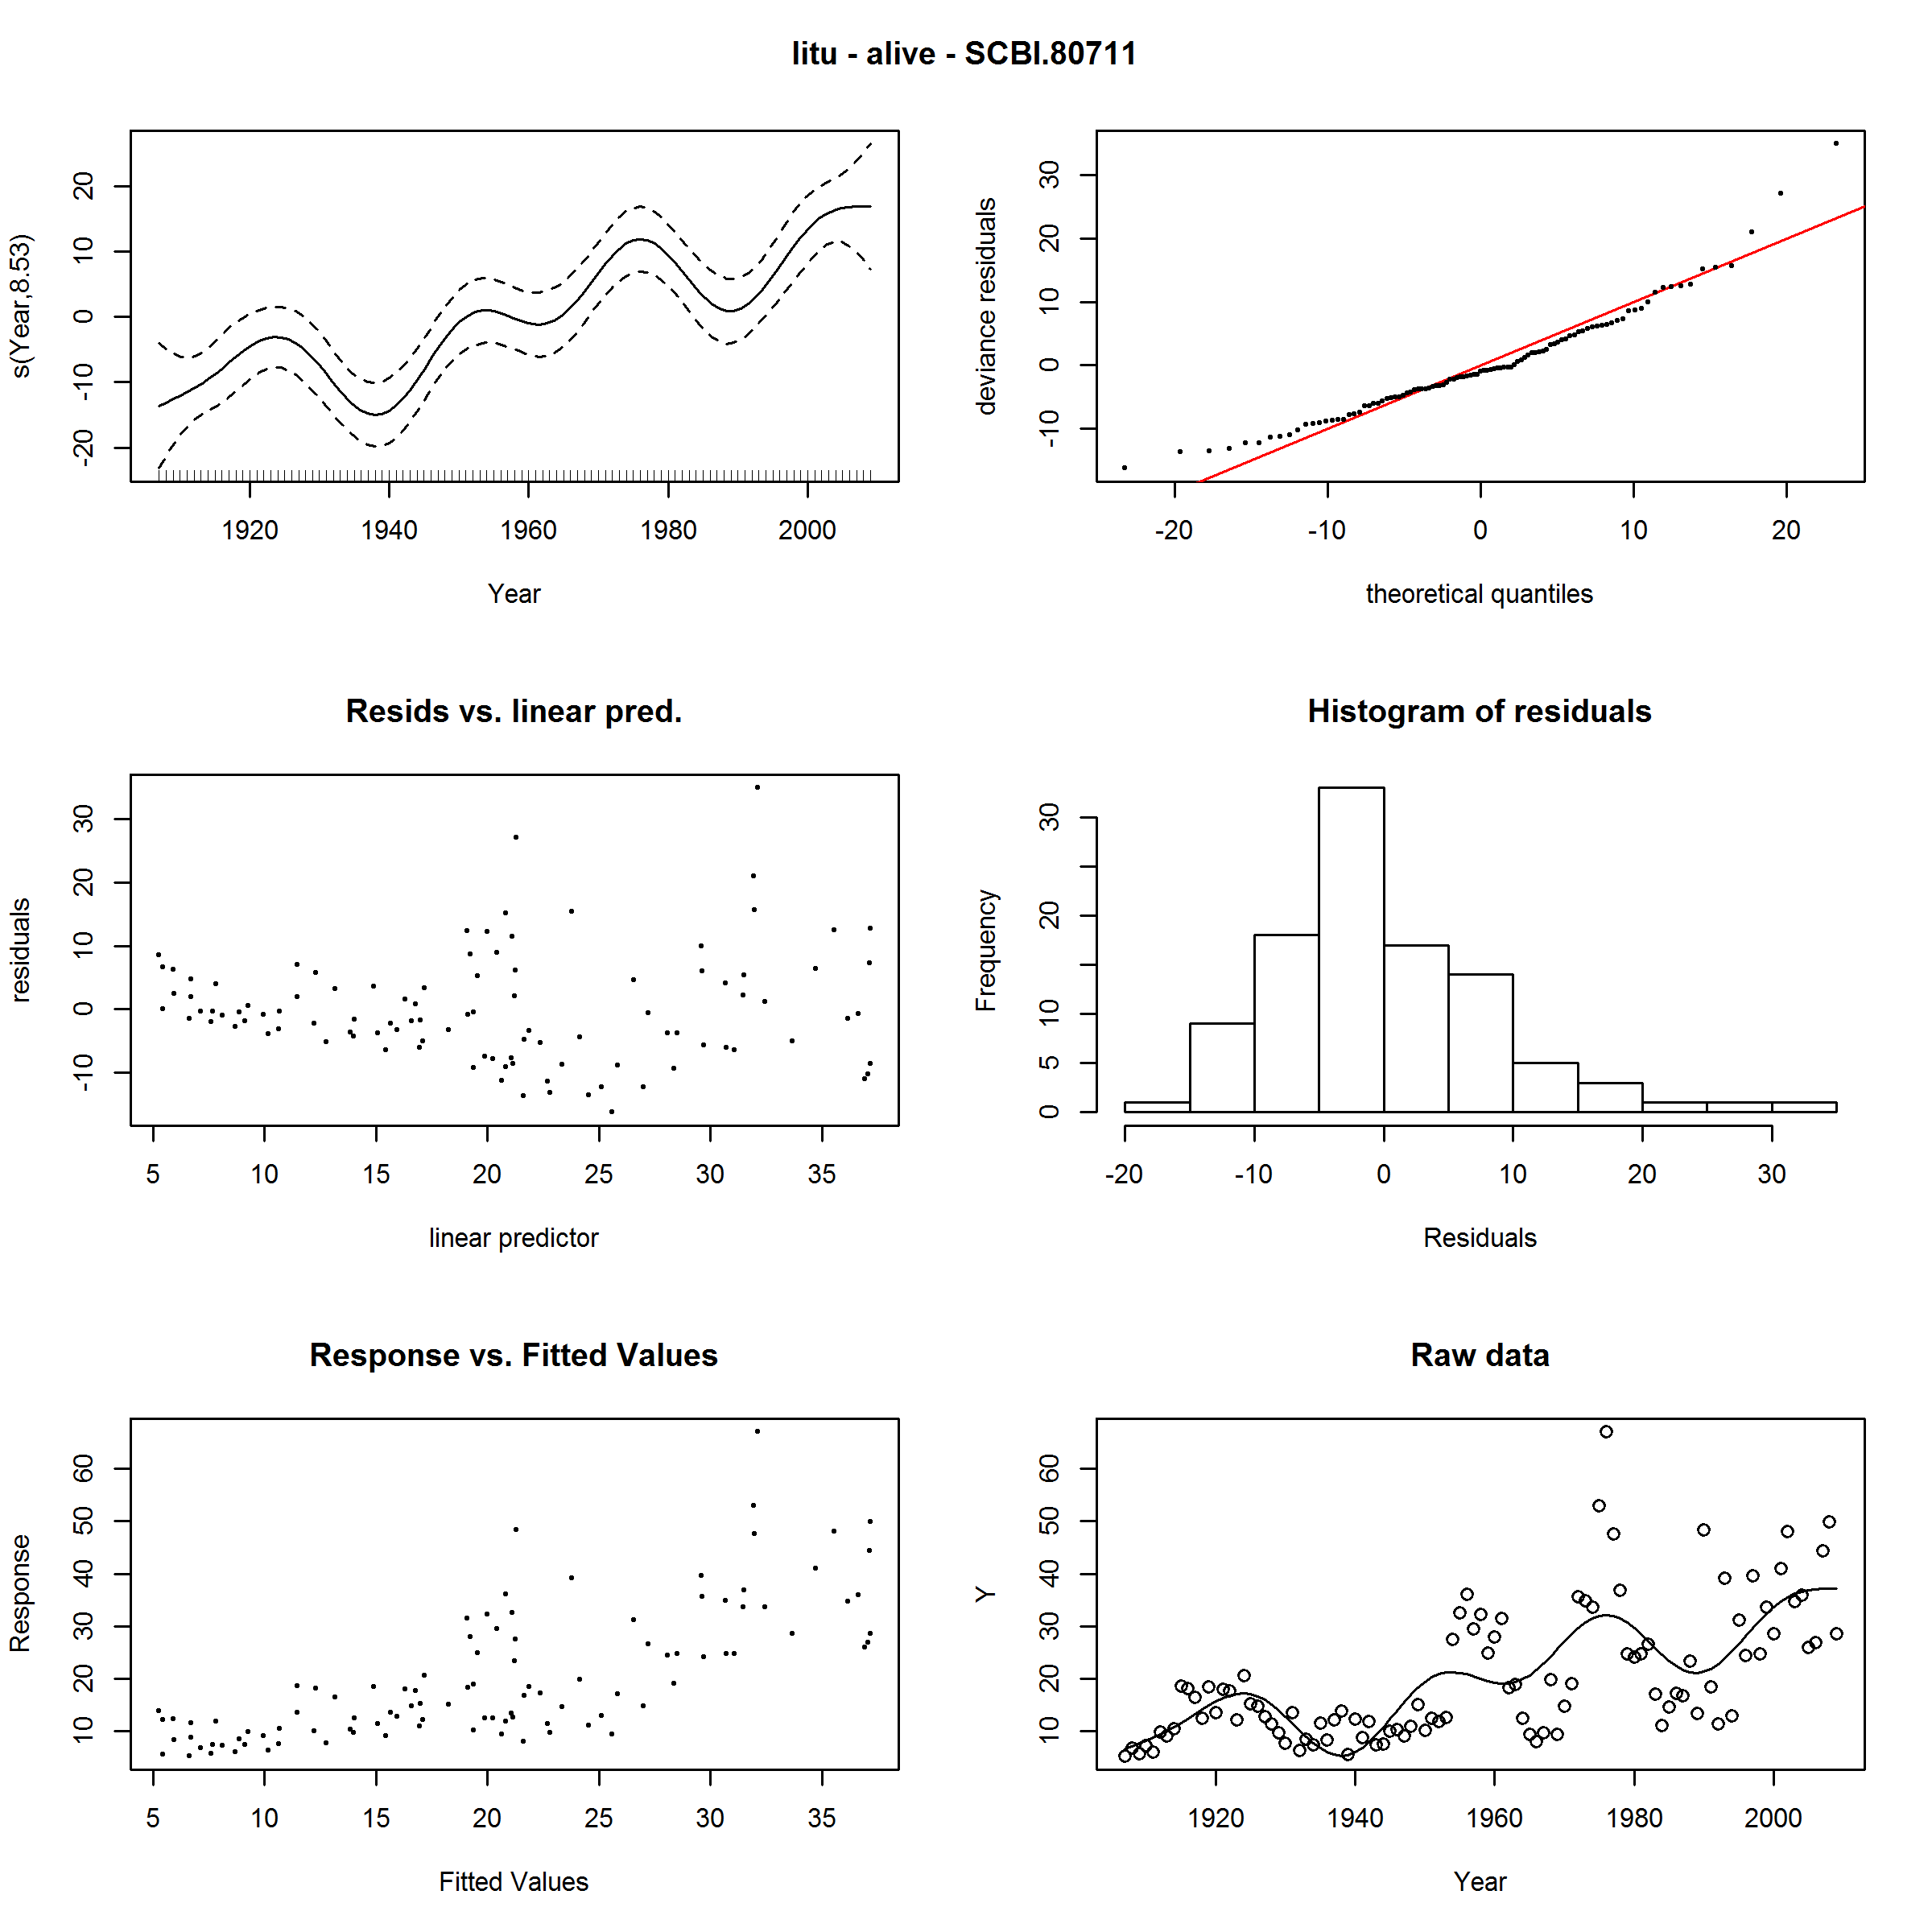 litu - alive - SCBI.80711
s(Year,8.53)
20
10
0
-10
-20
1920 1940 1960 1980 2000
Year
deviance residuals
30
20
10
0
-10
-20 -10 0 10 20
theoretical quantiles
Resids vs. linear pred.
residuals
30
20
10
0
-10
5 10 15 20 25 30 35
linear predictor
Histogram of residuals
Frequency
30
20
10
5
0
-20 -10 0 10 20 30
Residuals
Response vs. Fitted Values
Response
60
50
40
30
20
10
5 10 15 20 25 30 35
Fitted Values
Raw data
Y
60
50
40
30
20
10
1920 1940 1960 1980 2000
Year